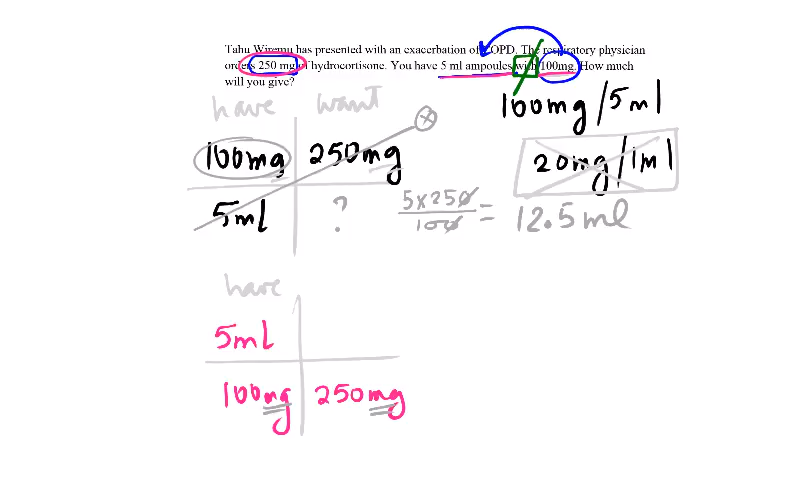 Tahu Wiremu has presented with an exacerbation of COPD. The respiratory physician
orders 250 mg of hydrocortisone. You have 5 ml ampoules with 100mg. How much
will you give?
have want
100mg/5ml
100mg 250mg
20mg/1ml
5ml ? 5x250/100 = 12.5ml
have
5ml
100mg 250mg